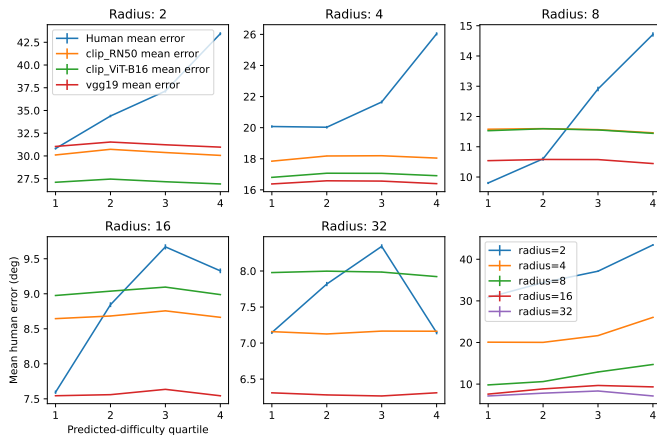 Radius: 2
42.5
40.0
37.5
35.0
32.5
30.0
27.5
1 2 3 4
Human mean error
clip_RN50 mean error
clip_ViT-B16 mean error
vgg19 mean error
Radius: 4
26
24
22
20
18
16
1 2 3 4
Radius: 8
15
14
13
12
11
10
1 2 3 4
Radius: 16
Mean human error (deg)
9.5
9.0
8.5
8.0
7.5
1 2 3 4
Predicted-difficulty quartile
Radius: 32
8.0
7.5
7.0
6.5
1 2 3 4
40
30
20
10
1 2 3 4
radius=2
radius=4
radius=8
radius=16
radius=32